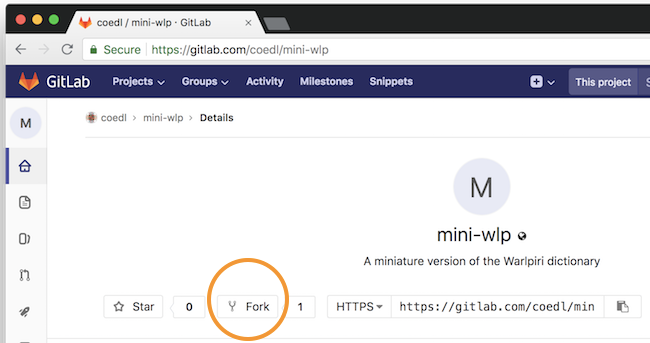 coedl / mini-wlp · GitLab
Secure https://gitlab.com/coedl/mini-wlp
GitLab Projects Groups Activity Milestones Snippets This project
M
coedl > mini-wlp > Details
M
mini-wlp
A miniature version of the Warlpiri dictionary
Star 0 Fork 1 HTTPS https://gitlab.com/coedl/min